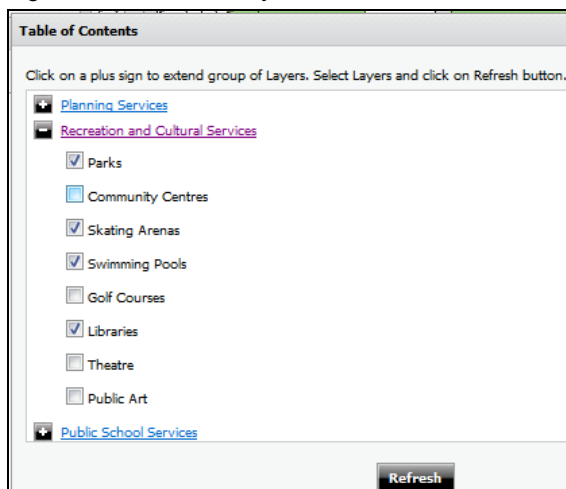 Table of Contents
Click on a plus sign to extend group of Layers. Select Layers and click on Refresh button.
Planning Services
Recreation and Cultural Services
Parks
Community Centres
Skating Arenas
Swimming Pools
Golf Courses
Libraries
Theatre
Public Art
Public School Services
Refresh